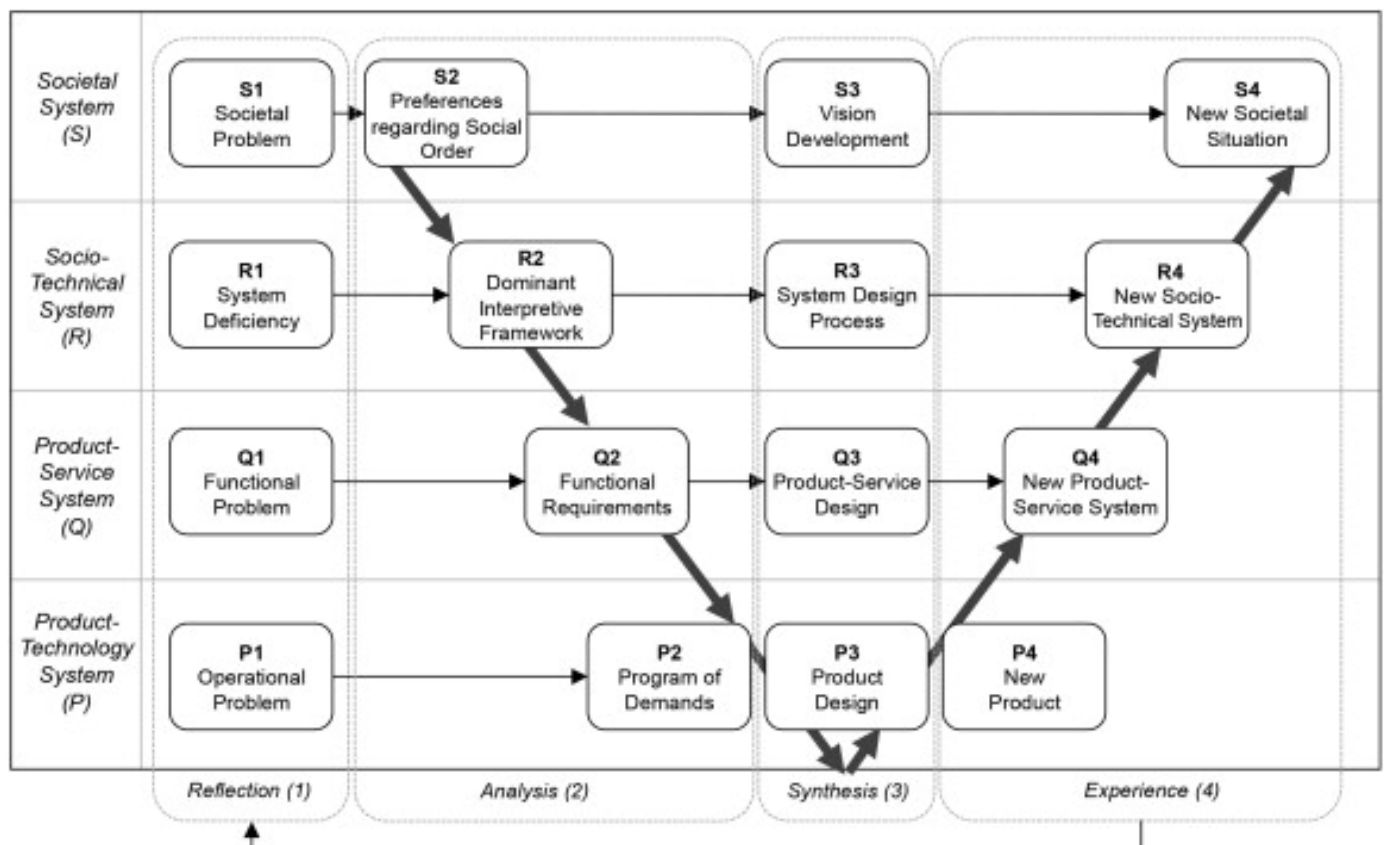 Societal
System
(S)
S1
Societal
Problem
S2
Preferences
regarding Social
Order
S3
Vision
Development
S4
New Societal
Situation
Socio-
Technical
System
(R)
R1
System
Deficiency
R2
Dominant
Interpretive
Framework
R3
System Design
Process
R4
New Socio-
Technical System
Product-
Service
System
(Q)
Q1
Functional
Problem
Q2
Functional
Requirements
Q3
Product-Service
Design
Q4
New Product-
Service System
Product-
Technology
System
(P)
P1
Operational
Problem
P2
Program of
Demands
P3
Product
Design
P4
New
Product
Reflection (1)
Analysis (2)
Synthesis (3)
Experience (4)